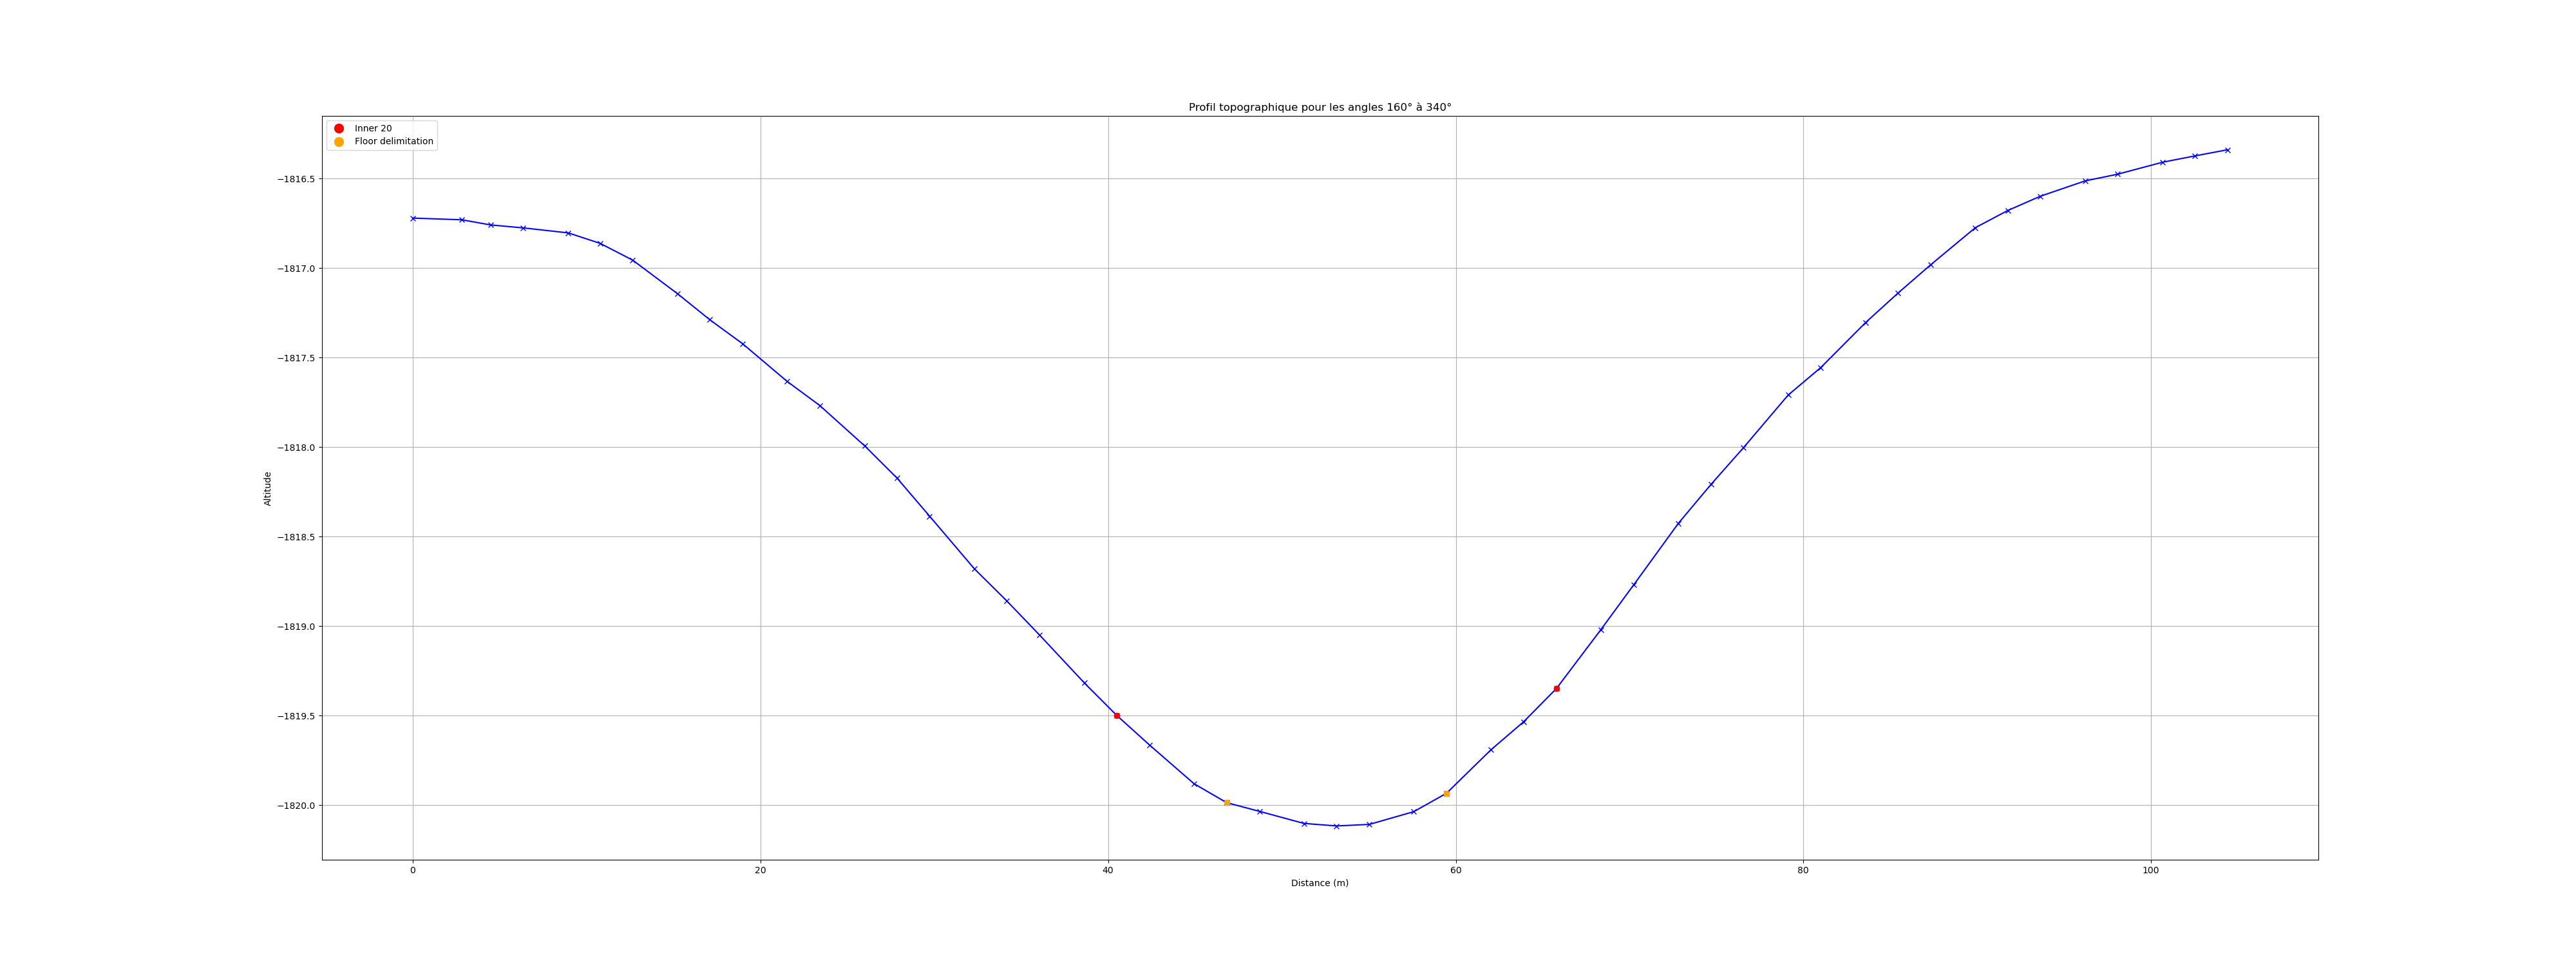 Profil topographique pour les angles 160° à 340°
Inner 20
Floor delimitation
−1816.5
−1817.0
−1817.5
−1818.0
−1818.5
−1819.0
−1819.5
−1820.0
Altitude
0 20 40 60 80 100
Distance (m)